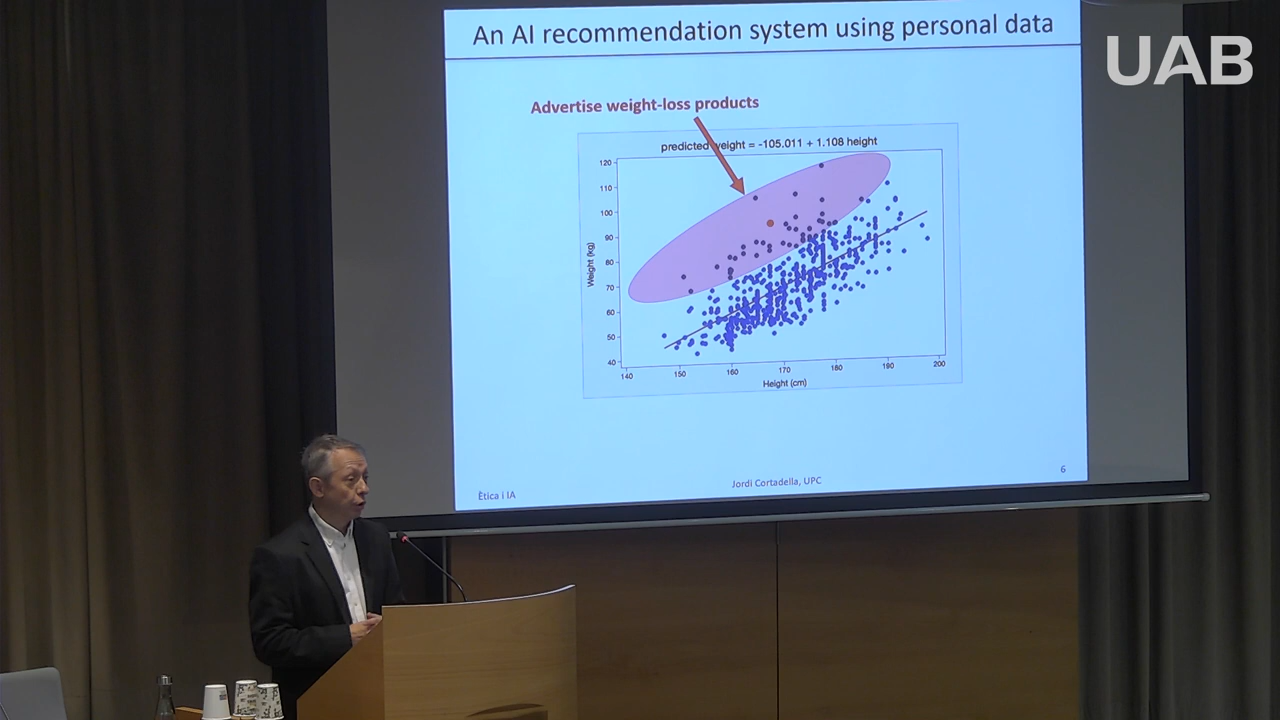 An AI recommendation system using personal data
UAB
Advertise weight-loss products
predicted weight = -105.011 + 1.108 height
120
110
100
90
80
70
60
50
40
Weight (kg)
140 150 160 170 180 190 200
Height (cm)
Ètica i IA
Jordi Cortadella, UPC
6